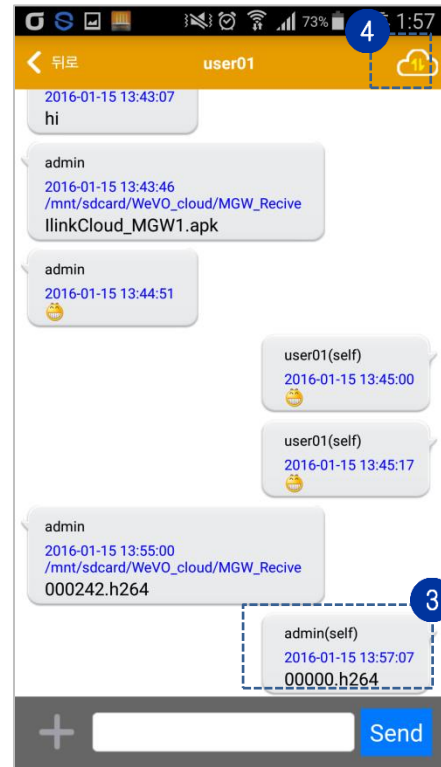 73% 1:57
4
뒤로 user01
2016-01-15 13:43:07
hi
admin
2016-01-15 13:43:46
/mnt/sdcard/WeVO_cloud/MGW_Recive
IlinkCloud_MGW1.apk
admin
2016-01-15 13:44:51
user01(self)
2016-01-15 13:45:00
user01(self)
2016-01-15 13:45:17
admin
2016-01-15 13:55:00
/mnt/sdcard/WeVO_cloud/MGW_Recive
000242.h264
3
admin(self)
2016-01-15 13:57:07
00000.h264
Send